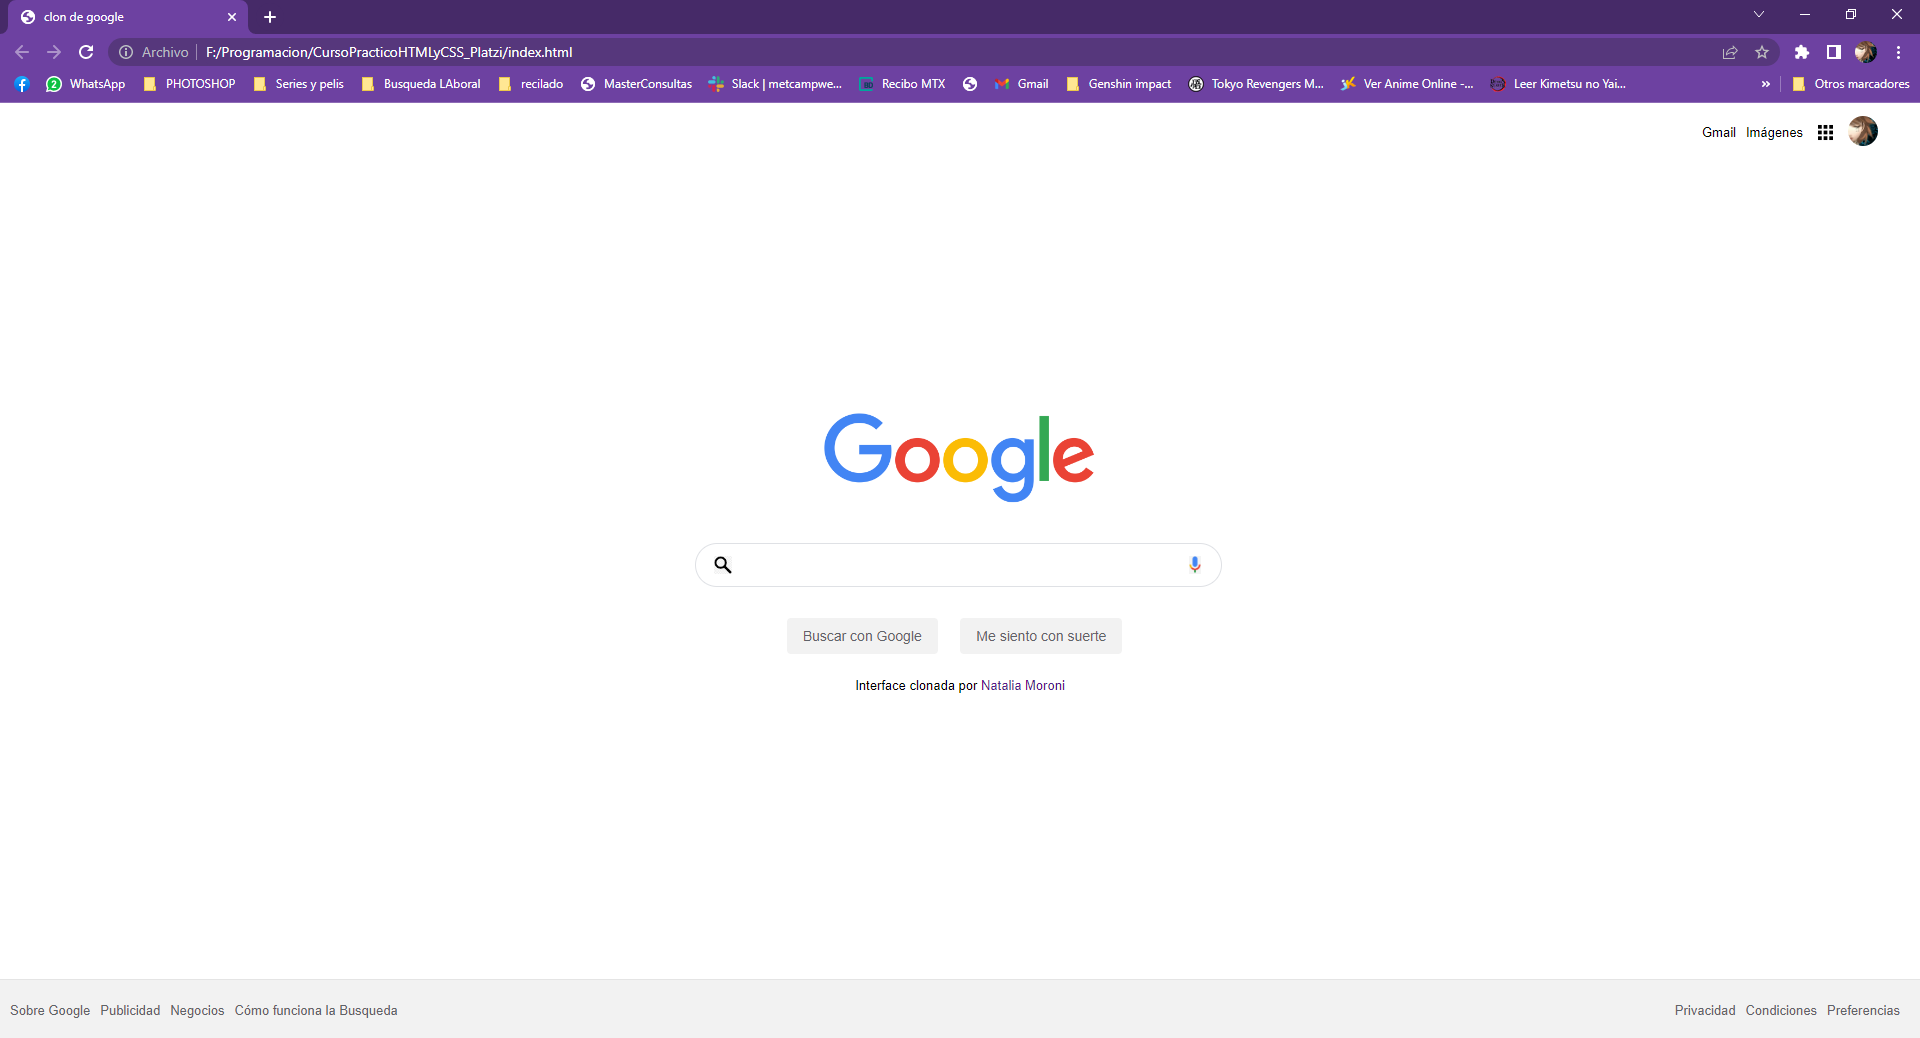 clon de google
Archivo F:/Programacion/CursoPracticoHTMLyCSS_Platzi/index.html
2 WhatsApp PHOTOSHOP Series y pelis Busqueda LAboral recilado MasterConsultas Slack | metcampwe... Recibo MTX Gmail Genshin impact Tokyo Revengers M... Ver Anime Online -... Leer Kimetsu no Yai... » Otros marcadores
Gmail Imágenes
Google
Buscar con Google Me siento con suerte
Interface clonada por Natalia Moroni
Sobre Google Publicidad Negocios Cómo funciona la Busqueda Privacidad Condiciones Preferencias